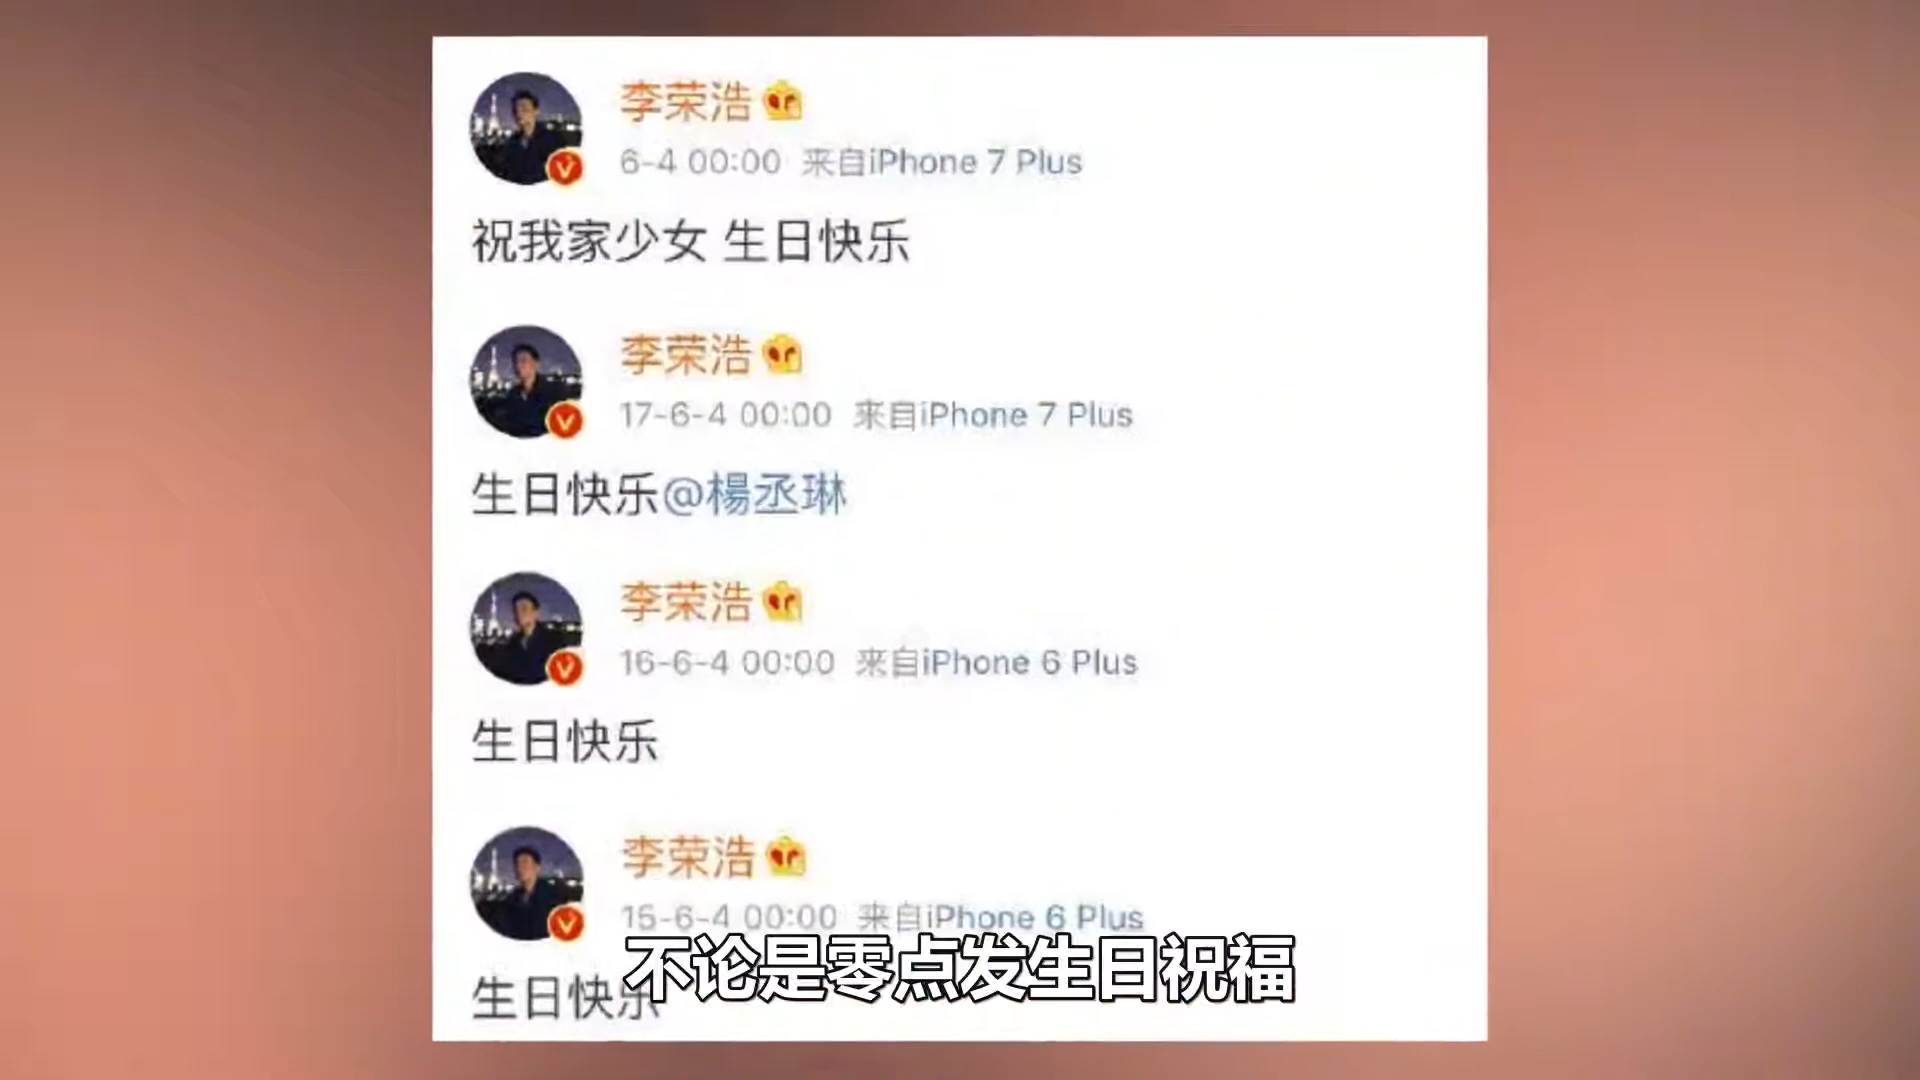 李荣浩
6-4 00:00 来自iPhone 7 Plus
祝我家少女 生日快乐
李荣浩
17-6-4 00:00 来自iPhone 7 Plus
生日快乐@楊丞琳
李荣浩
16-6-4 00:00 来自iPhone 6 Plus
生日快乐
李荣浩
15-6-4 00:00 来自iPhone 6 Plus
生日快乐
不论是零点发生日祝福